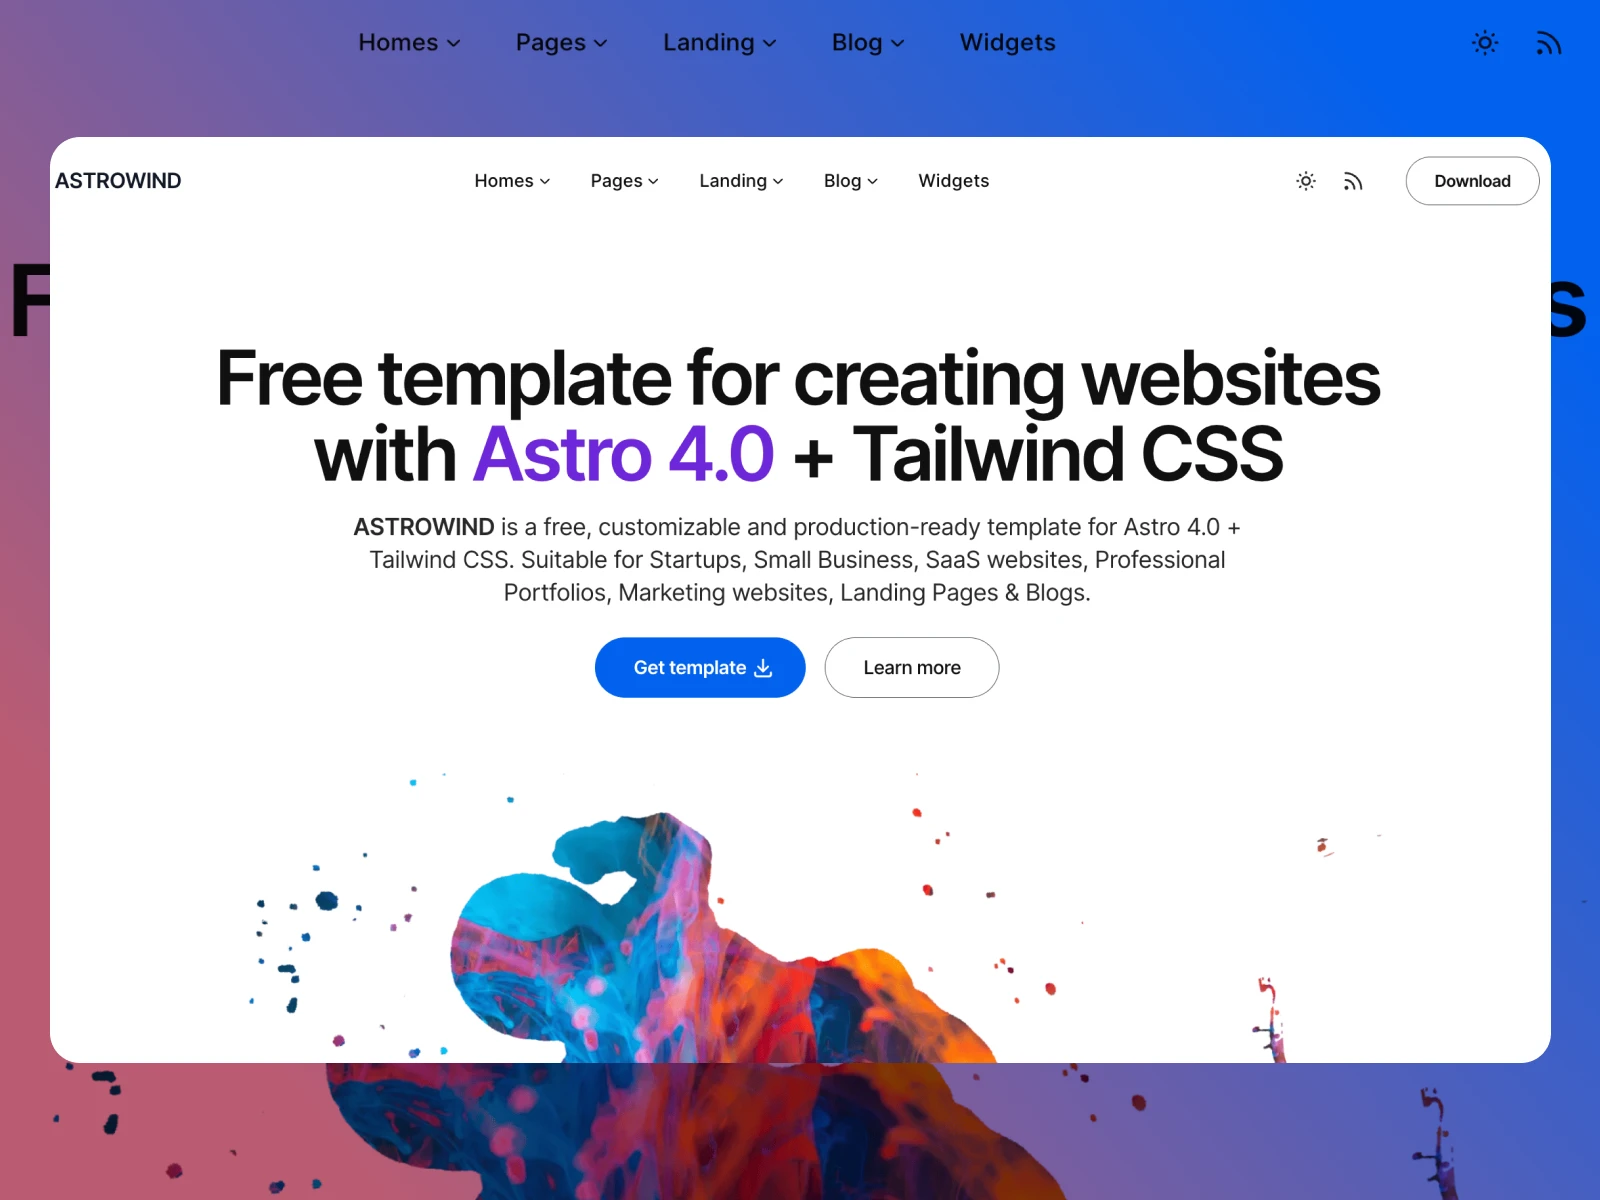 Homes Pages Landing Blog Widgets
ASTROWIND Homes Pages Landing Blog Widgets Download
F s
Free template for creating websites
with Astro 4.0 + Tailwind CSS
ASTROWIND is a free, customizable and production-ready template for Astro 4.0 +
Tailwind CSS. Suitable for Startups, Small Business, SaaS websites, Professional
Portfolios, Marketing websites, Landing Pages & Blogs.
Get template Learn more